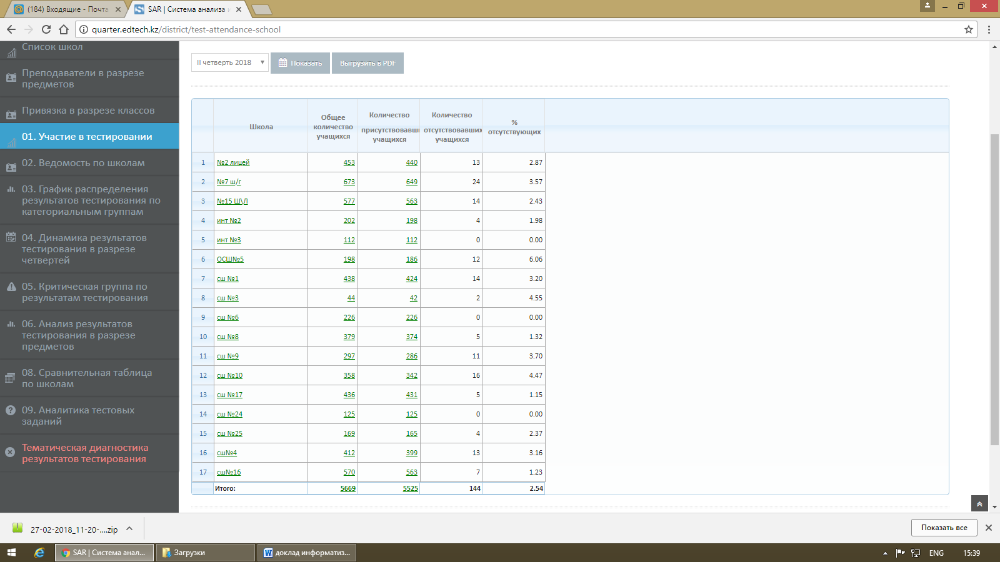 (184) Входящие - Почта
SAR | Система анализа и
quarter.edtech.kz/district/test-attendance-school
Список школ
Преподаватели в разрезе
предметов
Привязка в разрезе классов
01. Участие в тестировании
02. Ведомость по школам
03. График распределения
результатов тестирования по
категориальным группам
04. Динамика результатов
тестирования в разрезе
четвертей
05. Критическая группа по
результатам тестирования
06. Анализ результатов
тестирования в разрезе
предметов
08. Сравнительная таблица
по школам
09. Аналитика тестовых
заданий
Тематическая диагностика
результатов тестирования
II четверть 2018
Показать
Выгрузить в PDF
Школа
Общее
количество
учащихся
Количество
присутствовавши
учащихся
Количество
отсутствовавших
учащихся
%
отсутствующих
1 №2 лицей 453 440 13 2.87
2 №7 ш/г 673 649 24 3.57
3 №15 Ш\Л 577 563 14 2.43
4 инт №2 202 198 4 1.98
5 инт №3 112 112 0 0.00
6 ОСШ№5 198 186 12 6.06
7 сш №1 438 424 14 3.20
8 сш №3 44 42 2 4.55
9 сш №6 226 226 0 0.00
10 сш №8 379 374 5 1.32
11 сш №9 297 286 11 3.70
12 сш №10 358 342 16 4.47
13 сш №17 436 431 5 1.15
14 сш №24 125 125 0 0.00
15 сш №25 169 165 4 2.37
16 сш№4 412 399 13 3.16
17 сш№16 570 563 7 1.23
Итого: 5669 5525 144 2.54
27-02-2018_11-20-....zip
Показать все
SAR | Система анал...
Загрузки
доклад информатиз...
ENG
15:39